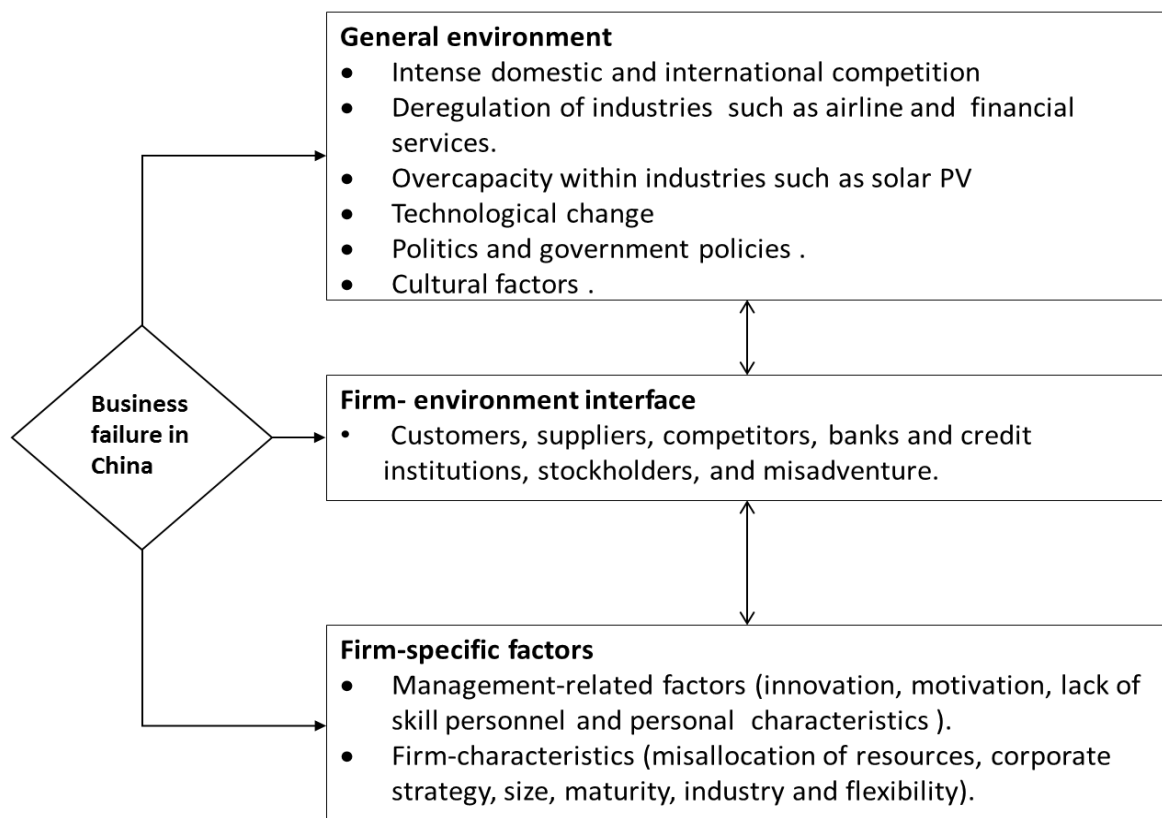 General environment
• Intense domestic and international competition
• Deregulation of industries such as airline and financial
services.
• Overcapacity within industries such as solar PV
• Technological change
• Politics and government policies .
• Cultural factors .
Business
failure in
China
Firm- environment interface
• Customers, suppliers, competitors, banks and credit
institutions, stockholders, and misadventure.
Firm-specific factors
• Management-related factors (innovation, motivation, lack of
skill personnel and personal characteristics ).
• Firm-characteristics (misallocation of resources, corporate
strategy, size, maturity, industry and flexibility).